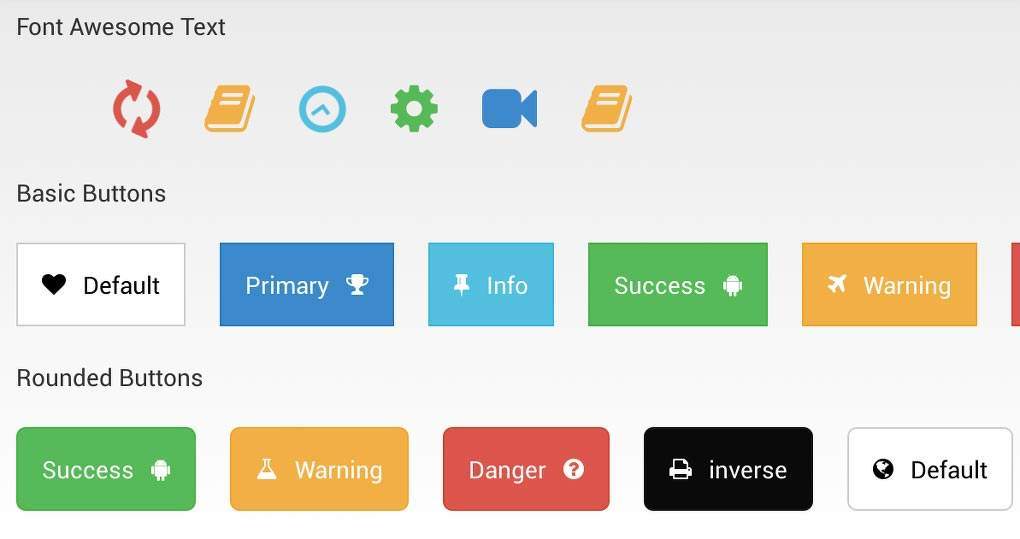 Font Awesome Text
Basic Buttons
Default Primary Info Success Warning
Rounded Buttons
Success Warning Danger inverse Default